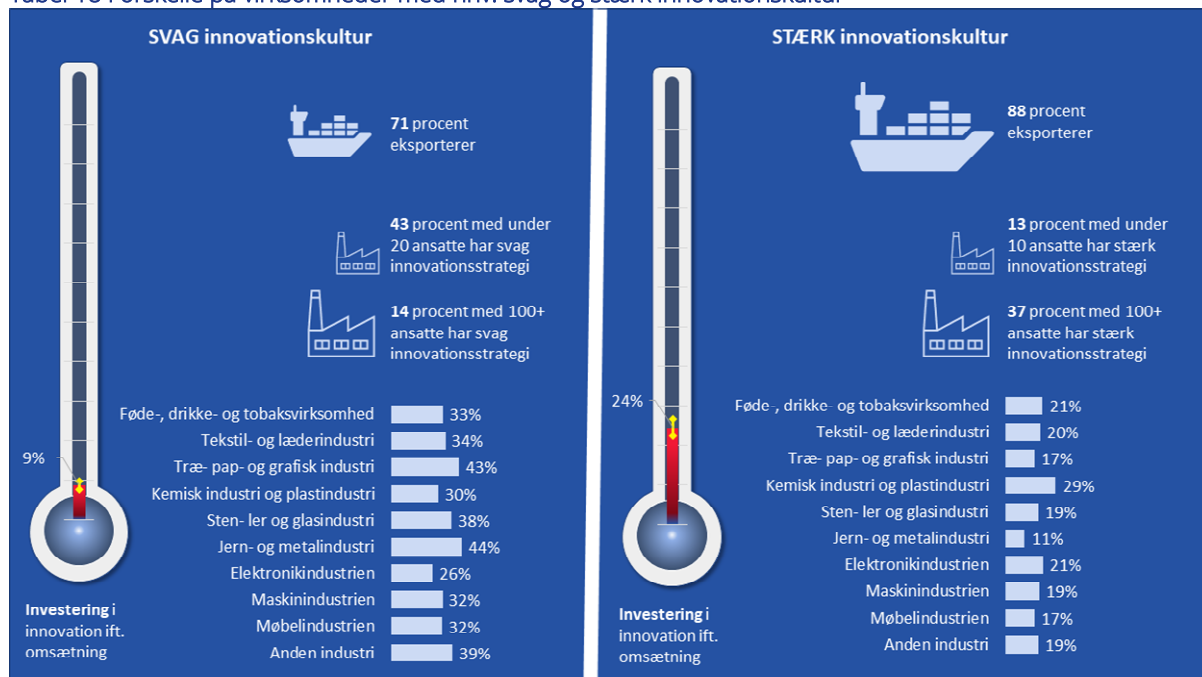 SVAG innovationskultur
71 procent
eksporterer
43 procent med under
20 ansatte har svag
innovationsstrategi
14 procent med 100+
ansatte har svag
innovationsstrategi
9%
Føde-, drikke- og tobaksvirksomhed 33%
Tekstil- og læderindustri 34%
Træ- pap- og grafisk industri 43%
Kemisk industri og plastindustri 30%
Sten- ler og glasindustri 38%
Jern- og metalindustri 44%
Elektronikindustrien 26%
Maskinindustrien 32%
Møbelindustrien 32%
Anden industri 39%
Investering i
innovation ift.
omsætning
STÆRK innovationskultur
88 procent
eksporterer
13 procent med under
10 ansatte har stærk
innovationsstrategi
37 procent med 100+
ansatte har stærk
innovationsstrategi
24%
Føde-, drikke- og tobaksvirksomhed 21%
Tekstil- og læderindustri 20%
Træ- pap- og grafisk industri 17%
Kemisk industri og plastindustri 29%
Sten- ler og glasindustri 19%
Jern- og metalindustri 11%
Elektronikindustrien 21%
Maskinindustrien 19%
Møbelindustrien 17%
Anden industri 19%
Investering i
innovation ift.
omsætning